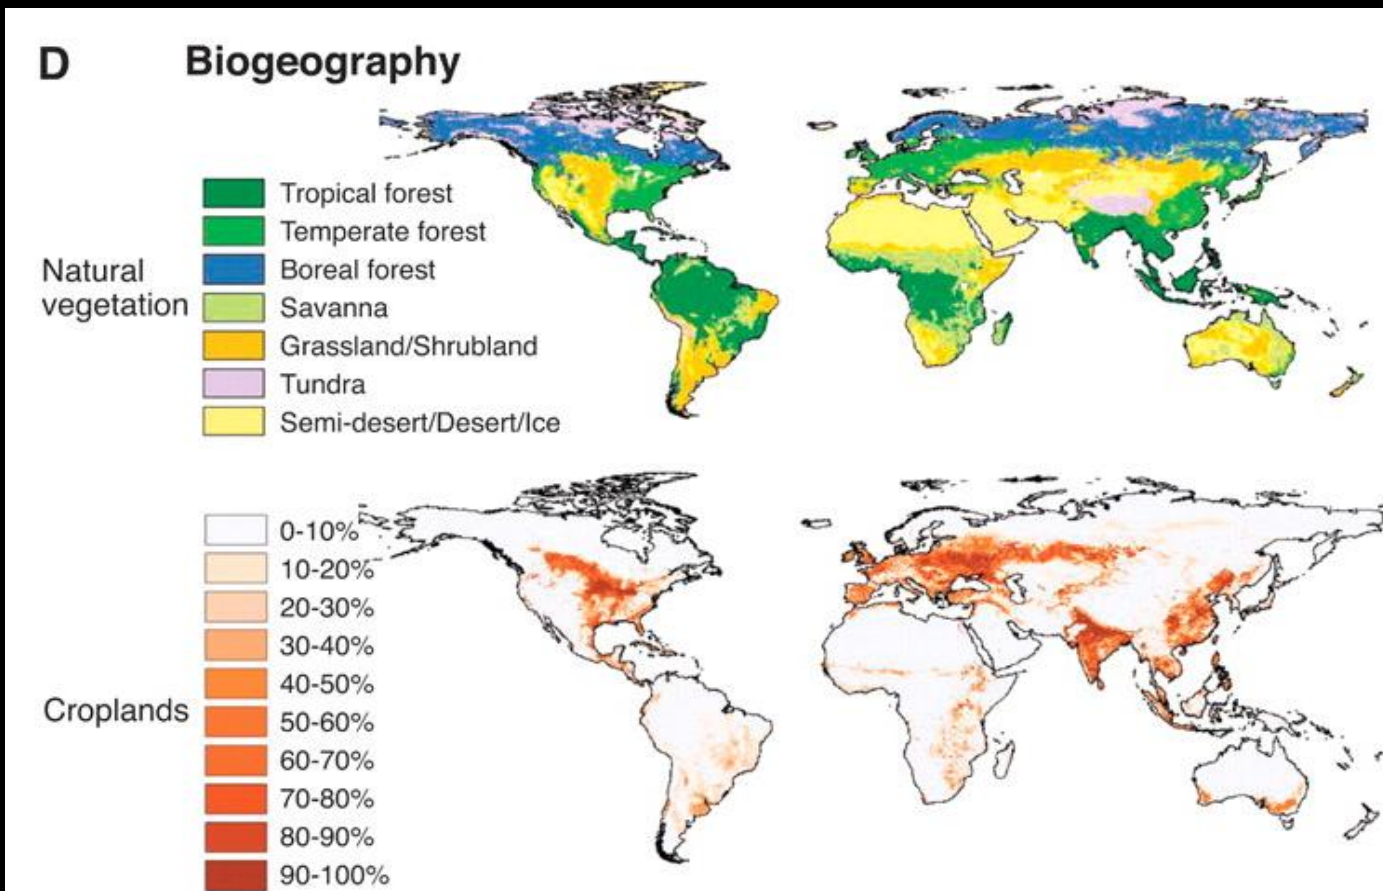 D Biogeography
Natural
vegetation
Tropical forest
Temperate forest
Boreal forest
Savanna
Grassland/Shrubland
Tundra
Semi-desert/Desert/Ice
Croplands
0-10%
10-20%
20-30%
30-40%
40-50%
50-60%
60-70%
70-80%
80-90%
90-100%